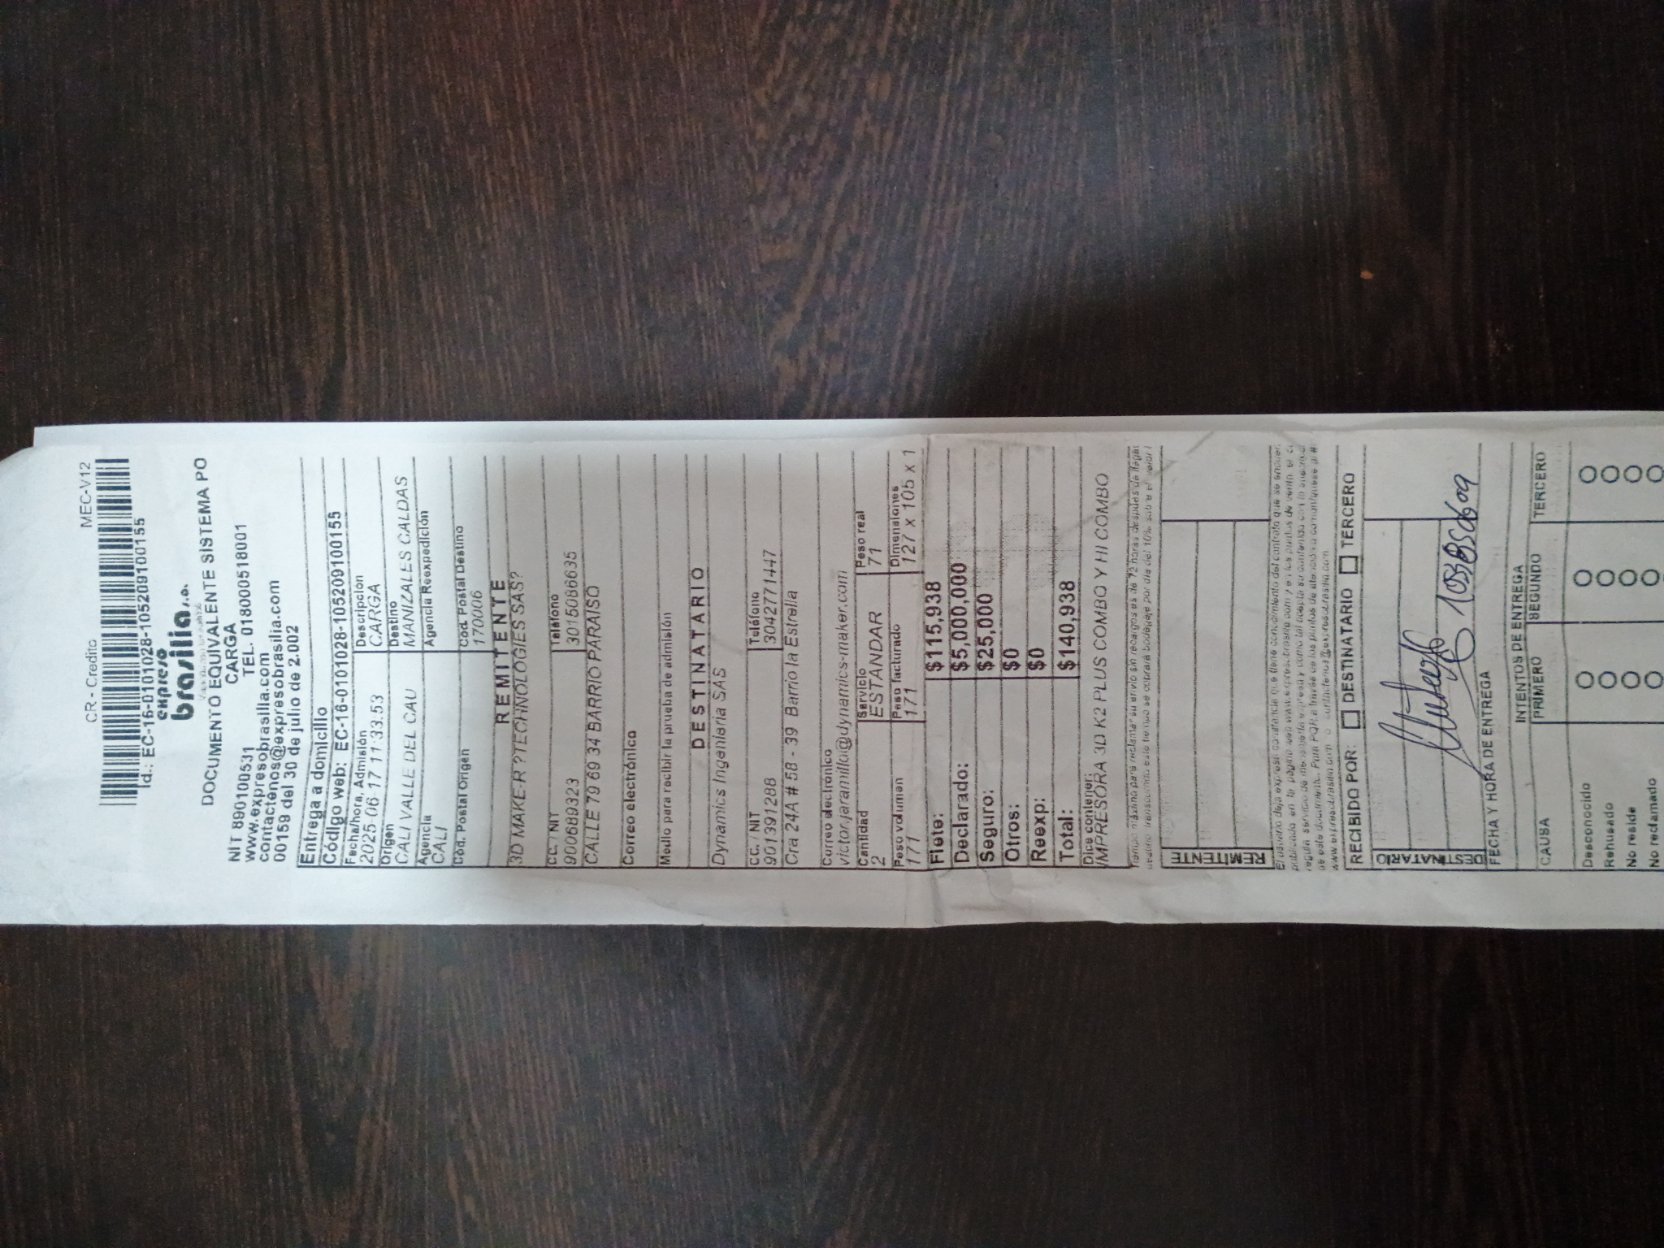 CR - Credito MEC-V12
Id.: EC-16-0101028-105209100155
expreso
brasilia s.a.
DOCUMENTO EQUIVALENTE SISTEMA PO
CARGA
NIT 890100531 TEL. 018000518001
www.expresobrasilia.com
contactenos@expresobrasilia.com
00159 del 30 de julio de 2.002
Entrega a domicilio
Código web: EC-16-0101028-105209100155
Fecha/hora, Admisión Descripción
2025 06 17 11:33.53 CARGA
Origen Destino
CALI VALLE DEL CAU MANIZALES CALDAS
Agencia Agencia Reexpedición
CALI
Cód. Postal Origen Cód. Postal Destino
170006
REMITENTE
3D MAKER ?TECHNOLOGIES SAS?
CC, NIT Teléfono
900689323 3015086635
CALLE 79 69 34 BARRIO PARAISO
Correo electrónico
Medio para recibir la prueba de admisión
DESTINATARIO
Dynamics Ingeniería SAS
CC, NIT Teléfono
901391288 3042771447
Cra 24A # 58 - 39 Barrio la Estrella
Correo electrónico
victor.jaramillo@dynamics-maker.com
Cantidad Servicio Peso real
2 ESTANDAR 71
Peso volumen Peso facturado Dimensiones
171 171 127 x 105 x 1
Flete: $115,938
Declarado: $5,000,000
Seguro: $25,000
Otros: $0
Reexp: $0
Total: $140,938
Dice contener:
IMPRESORA 3D K2 PLUS COMBO Y HI COMBO
REMITENTE
RECIBIDO POR: DESTINATARIO TERCERO
DESTINATARIO
FECHA Y HORA DE ENTREGA
INTENTOS DE ENTREGA
CAUSA PRIMERO SEGUNDO TERCERO
Desconocido
Rehusado
No reside
No reclamado